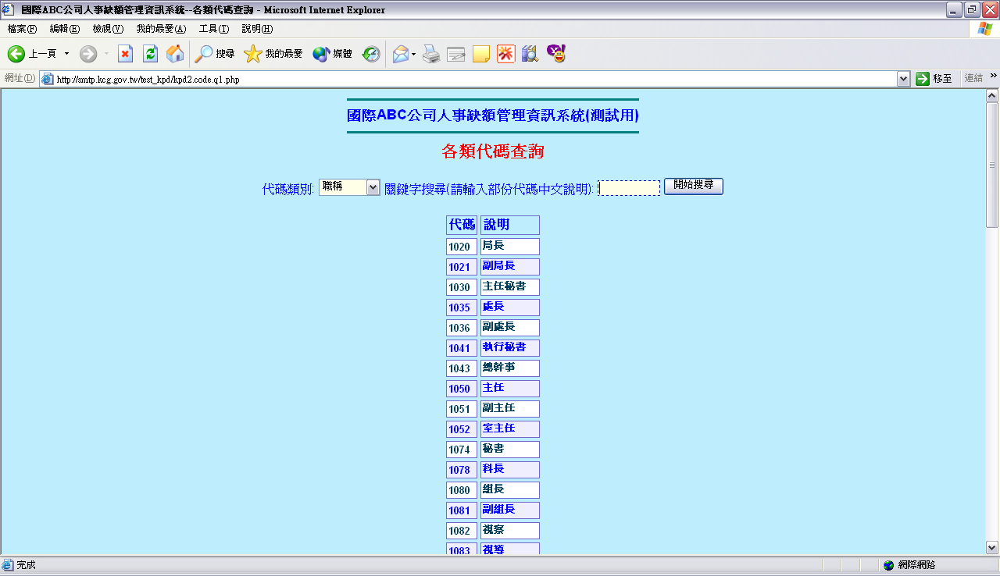 國際ABC公司人事缺額管理資訊系統--各類代碼查詢 - Microsoft Internet Explorer
檔案(F) 編輯(E) 檢視(V) 我的最愛(A) 工具(T) 說明(H)
上一頁 搜尋 我的最愛 媒體
網址(D) http://smtp.kcg.gov.tw/test_kpd/kpd2.code.q1.php 移至 連結 »
國際ABC公司人事缺額管理資訊系統(測試用)
各類代碼查詢
代碼類別: 職稱 關鍵字搜尋(請輸入部份代碼中文說明): 開始搜尋
代碼 說明
1020 局長
1021 副局長
1030 主任秘書
1035 處長
1036 副處長
1041 執行秘書
1043 總幹事
1050 主任
1051 副主任
1052 室主任
1074 秘書
1078 科長
1080 組長
1081 副組長
1082 視察
1083 視導
完成 網際網路